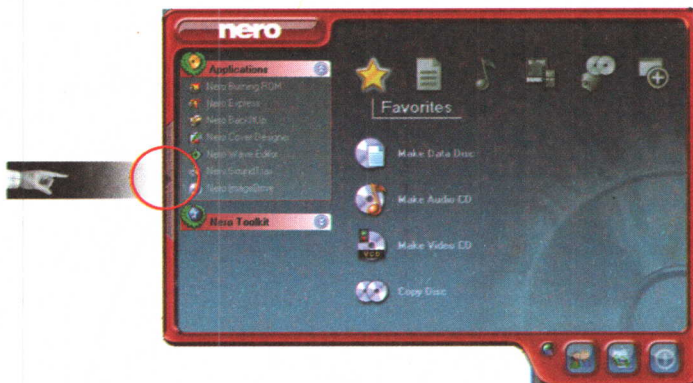 nero
Applications
Nero Burning ROM
Nero Express
Nero BackItUp
Nero Cover Designer
Nero Wave Editor
Nero SoundTrax
Nero ImageDrive
Nero Toolkit
Favorites
Make Data Disc
Make Audio CD
Make Video CD
VCD
Copy Disc